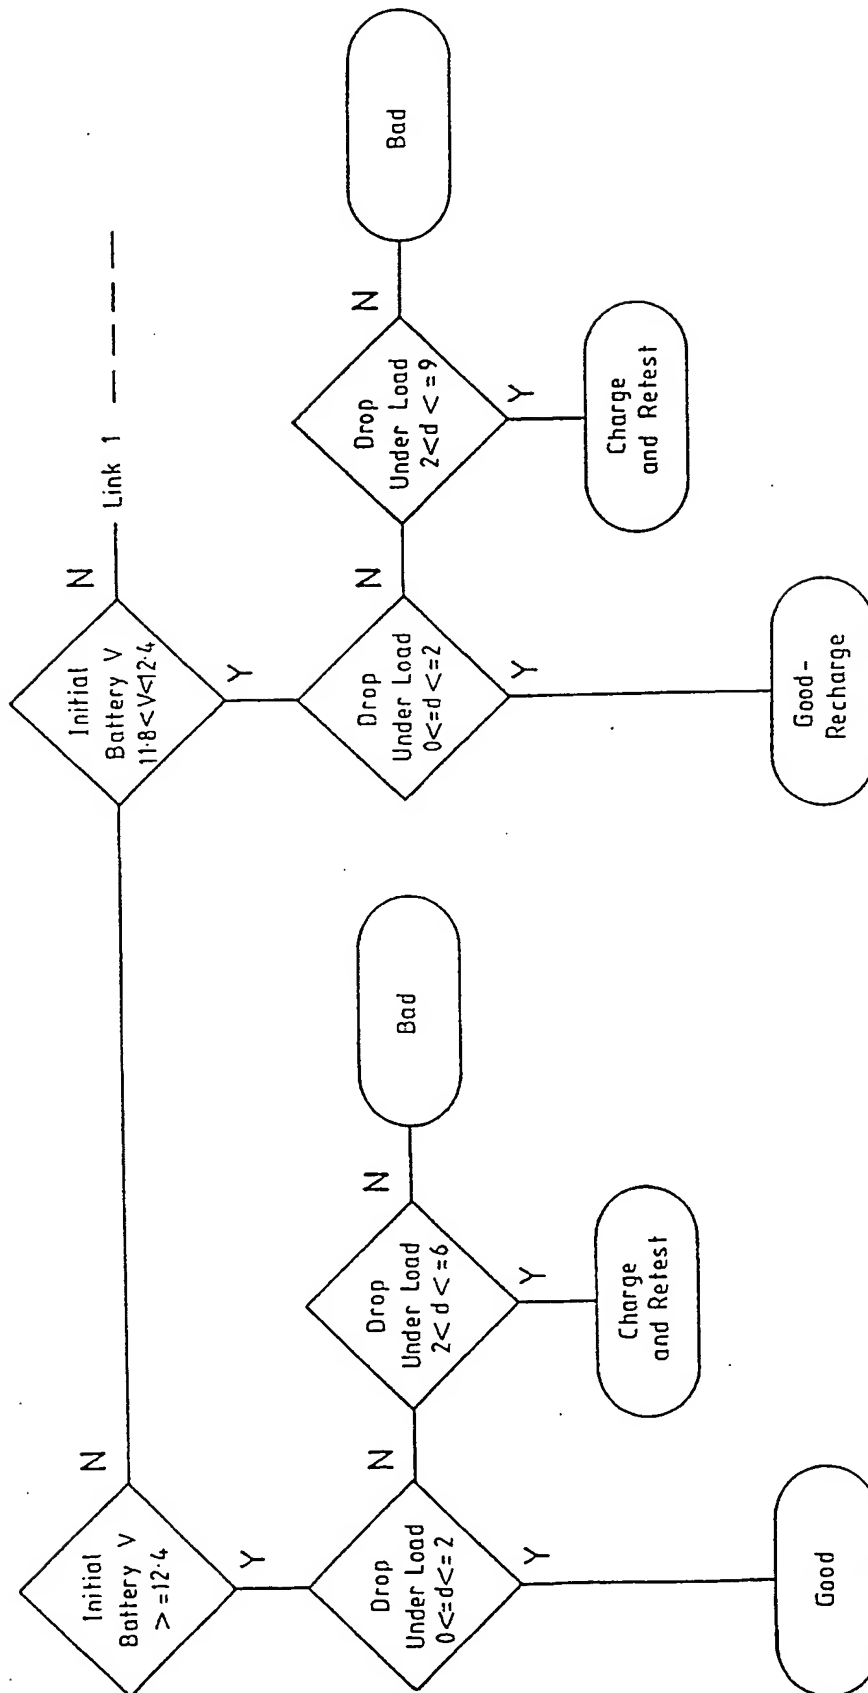 Initial
Battery V
> =12·4
N
Y
Drop
Under Load
0<=d<=2
N
Y
Good
Drop
Under Load
2<d<=6
N
Y
Charge
and Retest
Bad
Initial
Battery V
11·8<V<12·4
N
Link 1
Y
Drop
Under Load
0<=d<=2
N
Y
Good-
Recharge
Drop
Under Load
2<d<=9
N
Y
Charge
and Retest
Bad